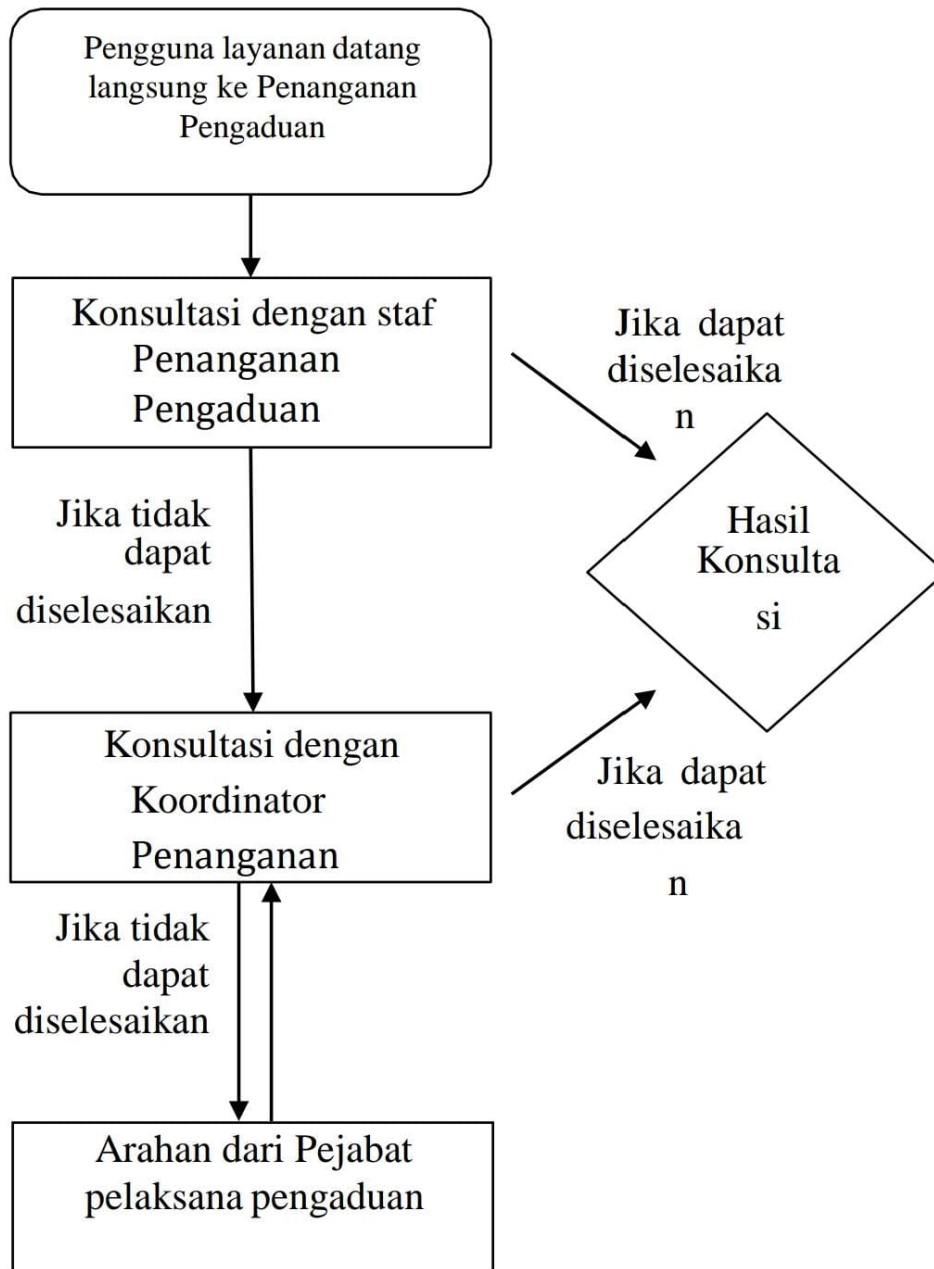 Pengguna layanan datang
langsung ke Penanganan
Pengaduan
Konsultasi dengan staf
Penanganan
Pengaduan
Jika dapat
diselesaika
n
Jika tidak
dapat
diselesaikan
Hasil
Konsulta
si
Konsultasi dengan
Koordinator
Penanganan
Jika dapat
diselesaika
n
Jika tidak
dapat
diselesaikan
Arahan dari Pejabat
pelaksana pengaduan